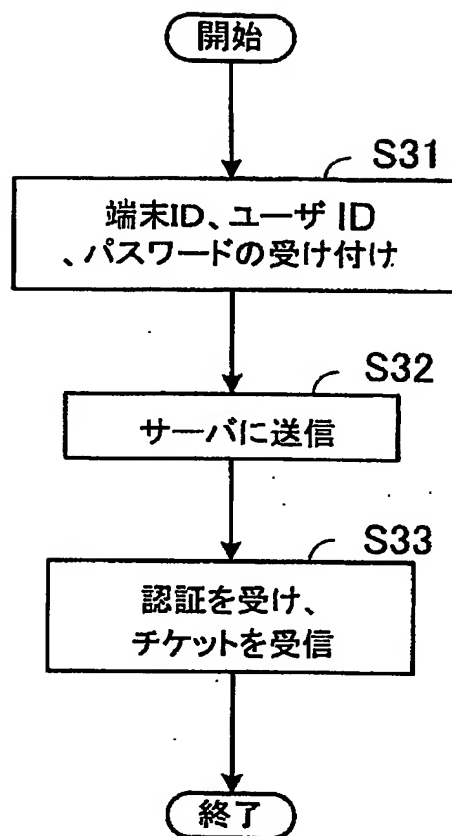 開始
S31
端末ID、ユーザID
、パスワードの受け付け
S32
サーバに送信
S33
認証を受け、
チケットを受信
終了